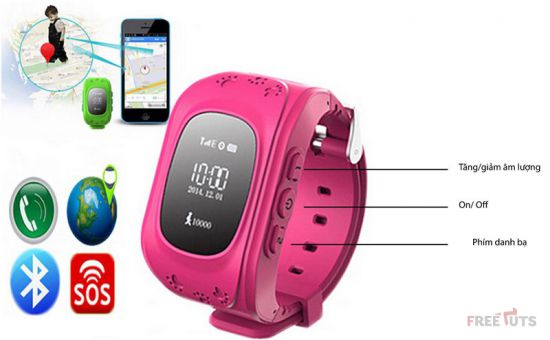 SOS
10:00
2014.12.01
10000
Tăng/giảm âm lượng
On/ Off
Phím danh bạ
FREETUTS